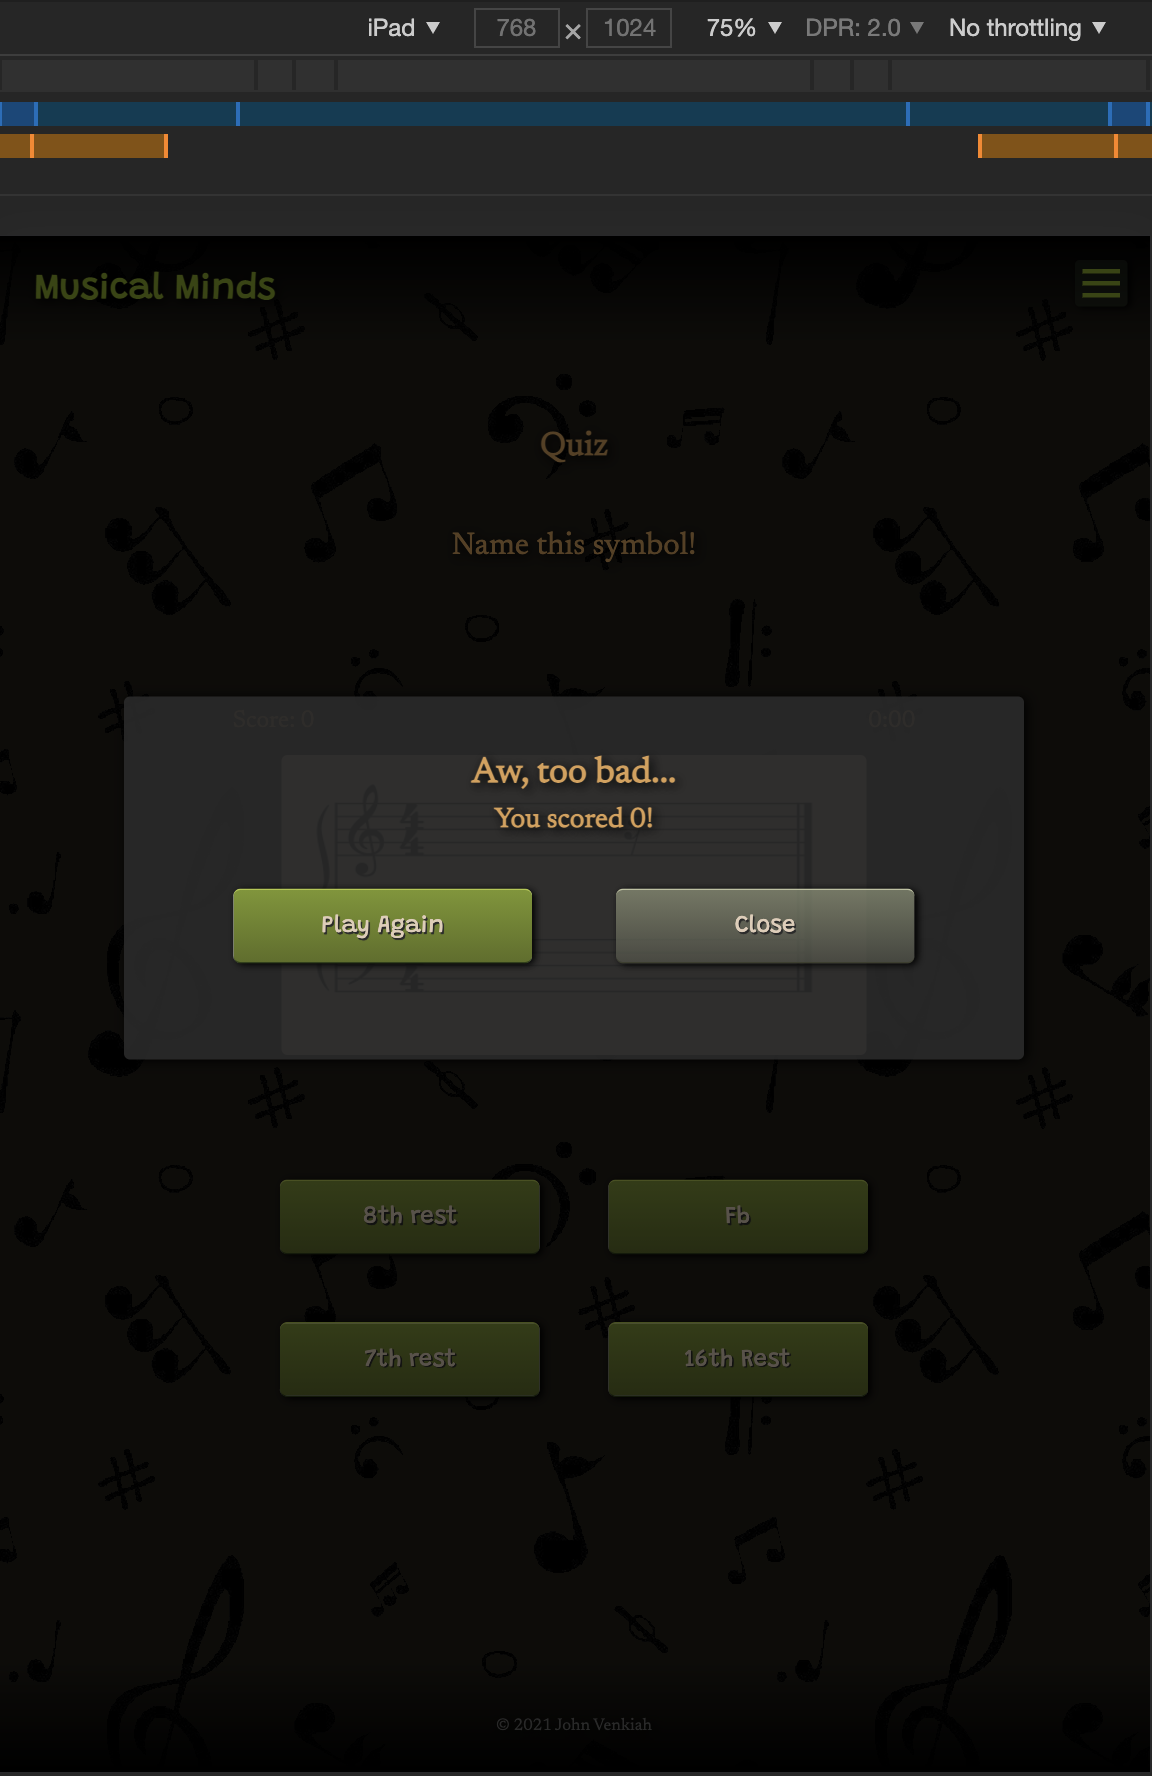 iPad ▼ 768 × 1024 75% ▼ DPR: 2.0 ▼ No throttling ▼
Musical Minds
Quiz
Name this symbol!
Score: 0 0:00
Aw, too bad...
You scored 0!
Play Again Close
8th rest Fb
7th rest 16th Rest
© 2021 John Venkiah